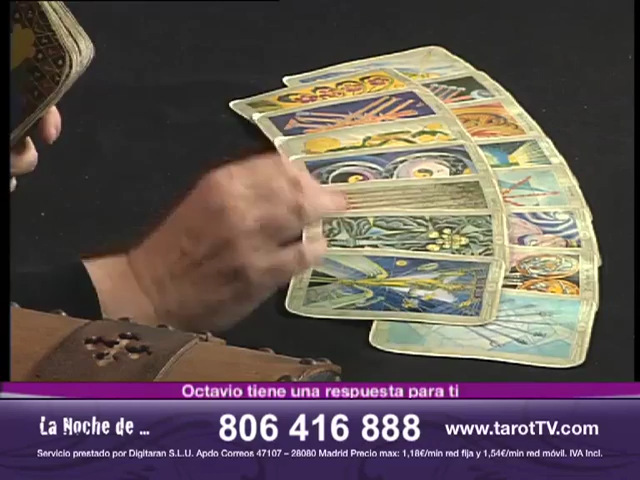 Octavio tiene una respuesta para ti
La Noche de ...
806 416 888
www.tarotTV.com
Servicio prestado por Digitaran S.L.U. Apdo Correos 47107 – 28080 Madrid Precio max: 1,18€/min red fija y 1,54€/min red móvil. IVA Incl.